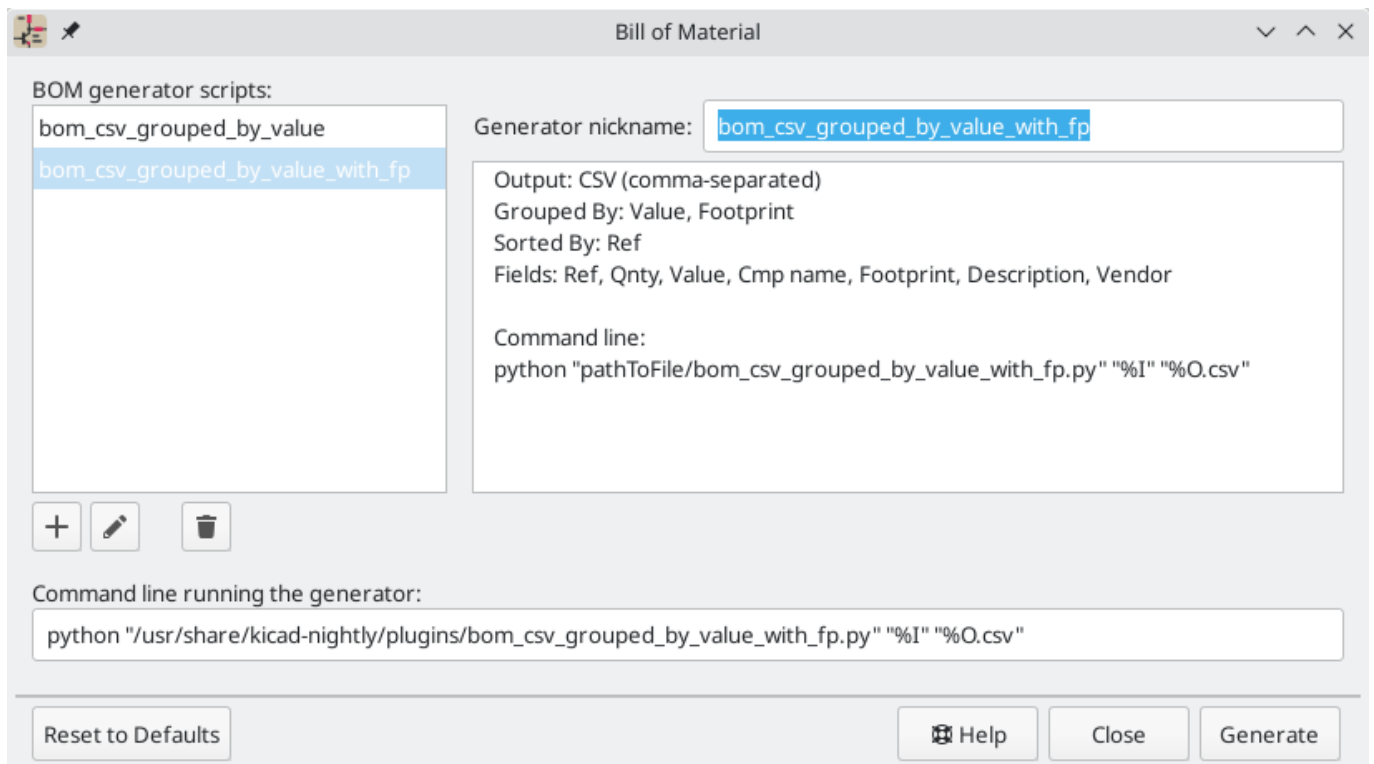 Bill of Material
BOM generator scripts:
bom_csv_grouped_by_value
bom_csv_grouped_by_value_with_fp
Generator nickname: bom_csv_grouped_by_value_with_fp
Output: CSV (comma-separated)
Grouped By: Value, Footprint
Sorted By: Ref
Fields: Ref, Qnty, Value, Cmp name, Footprint, Description, Vendor
Command line:
python "pathToFile/bom_csv_grouped_by_value_with_fp.py" "%I" "%O.csv"
Command line running the generator:
python "/usr/share/kicad-nightly/plugins/bom_csv_grouped_by_value_with_fp.py" "%I" "%O.csv"
Reset to Defaults
Help
Close
Generate